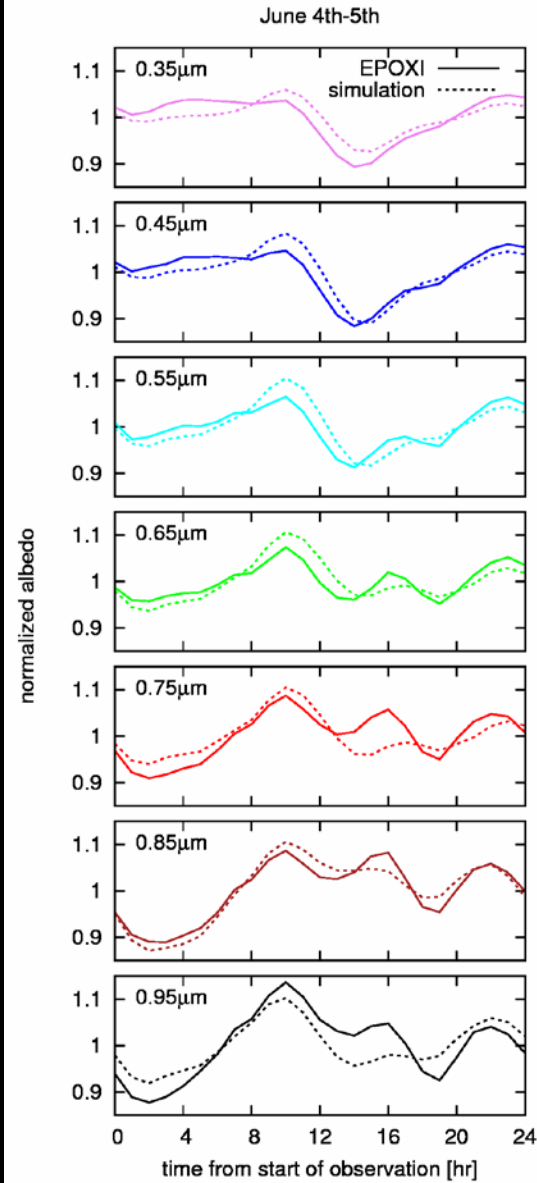 June 4th-5th
1.1
1
0.9
0.35μm
EPOXI
simulation
1.1
1
0.9
0.45μm
1.1
1
0.9
0.55μm
1.1
1
0.9
0.65μm
1.1
1
0.9
0.75μm
1.1
1
0.9
0.85μm
1.1
1
0.9
0.95μm
normalized albedo
0 4 8 12 16 20 24
time from start of observation [hr]